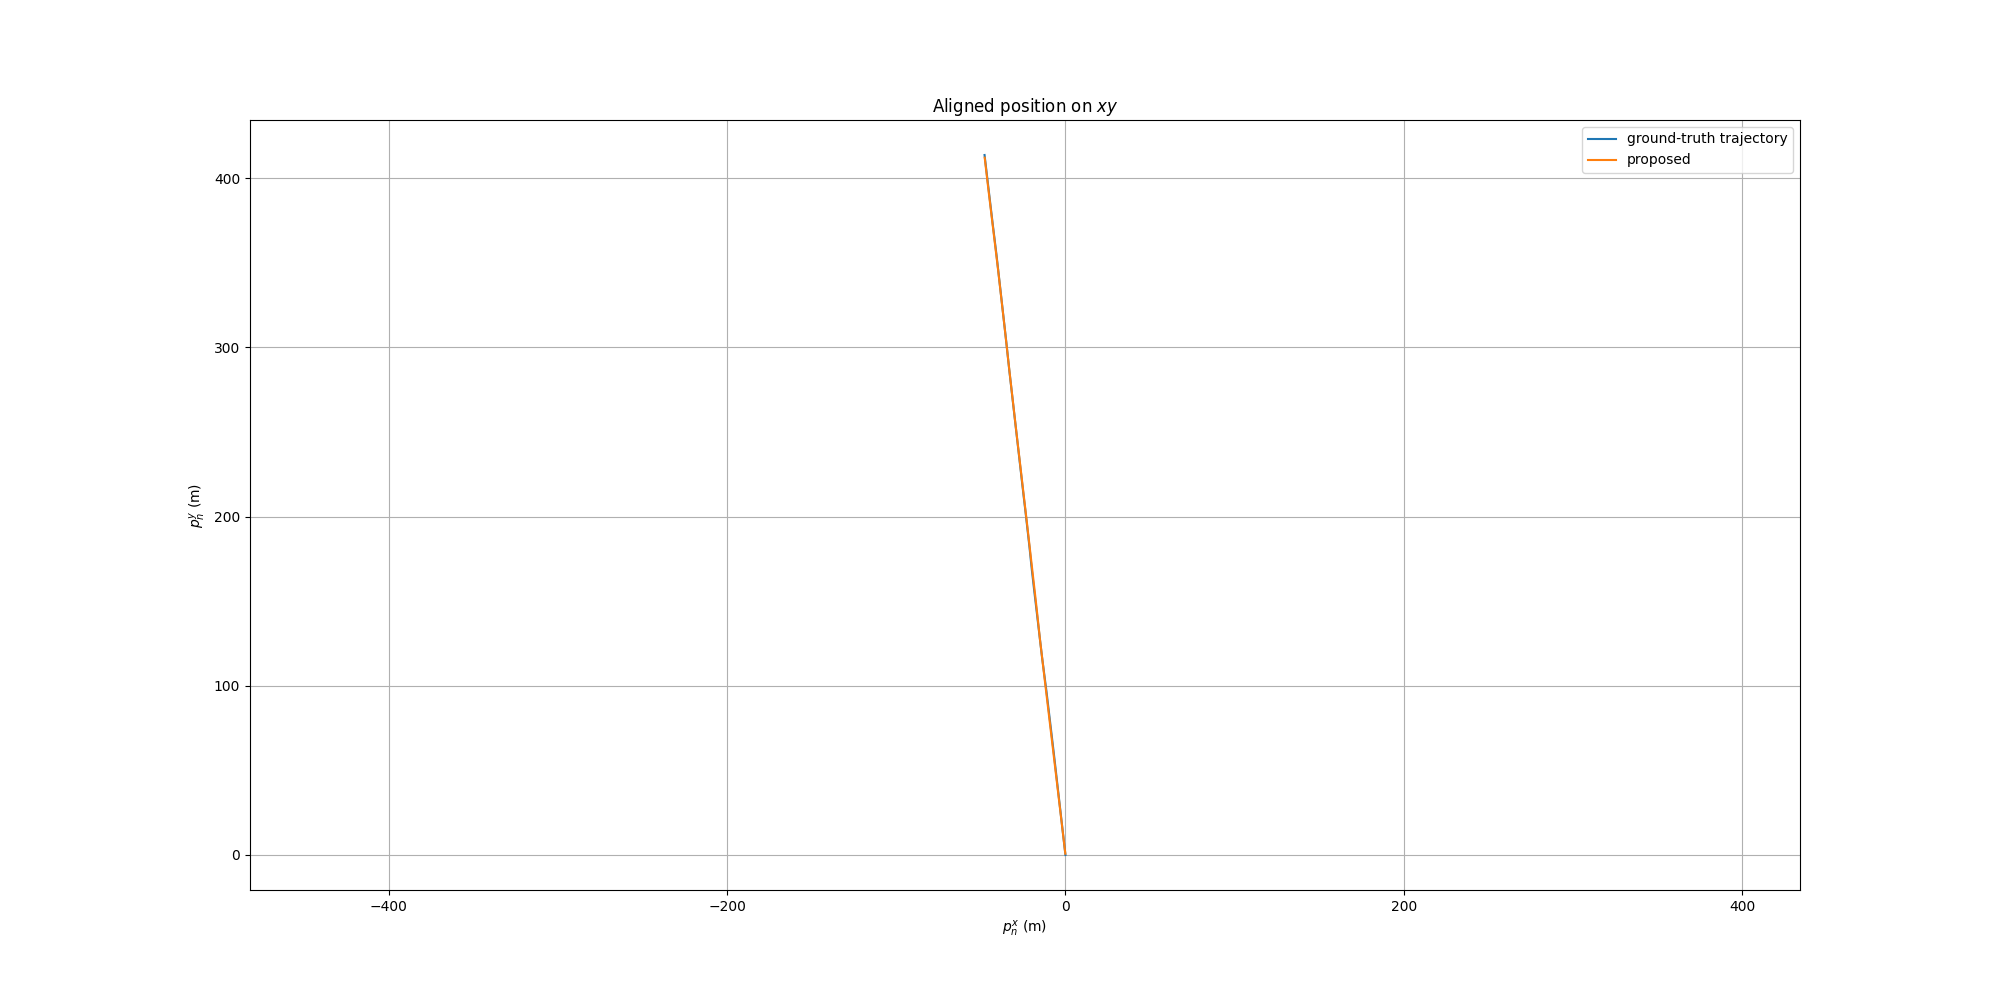 Aligned position on xy
ground-truth trajectory
proposed
400
300
200
100
0
p_n^y (m)
−400
−200
0
200
400
p_n^x (m)